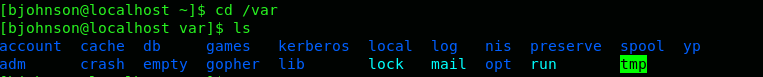 [bjohnson@localhost ~]$ cd /var
[bjohnson@localhost var]$ ls
account cache db games kerberos local log nis preserve spool yp
adm crash empty gopher lib lock mail opt run tmp